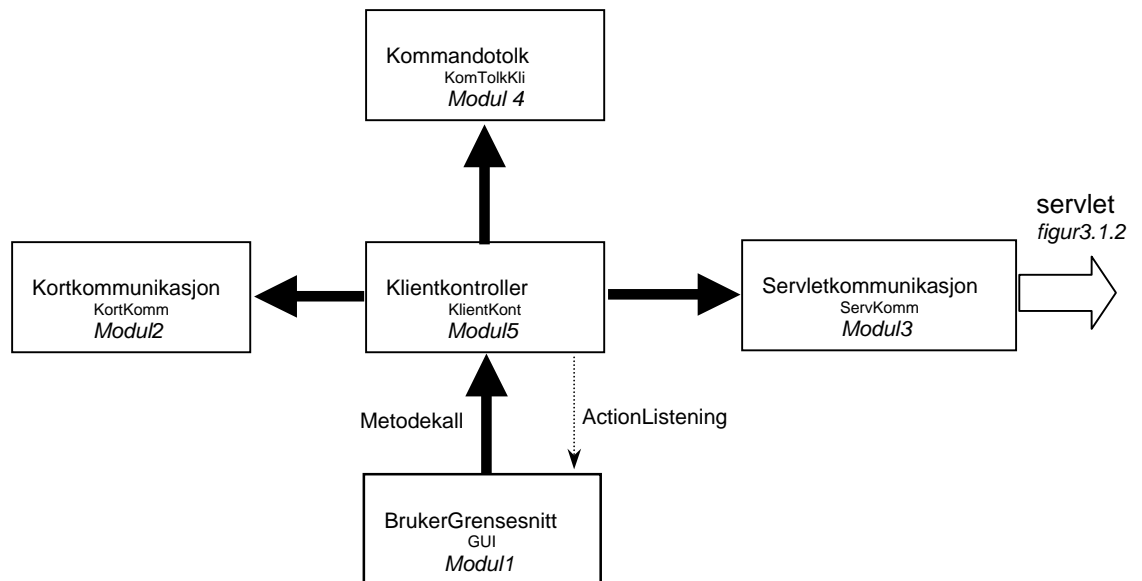 Kommandotolk
KomTolkKli
Modul 4
servlet
figur3.1.2
Kortkommunikasjon
KortKomm
Modul2
Klientkontroller
KlientKont
Modul5
Servletkommunikasjon
ServKomm
Modul3
Metodekall
ActionListening
BrukerGrensesnitt
GUI
Modul1